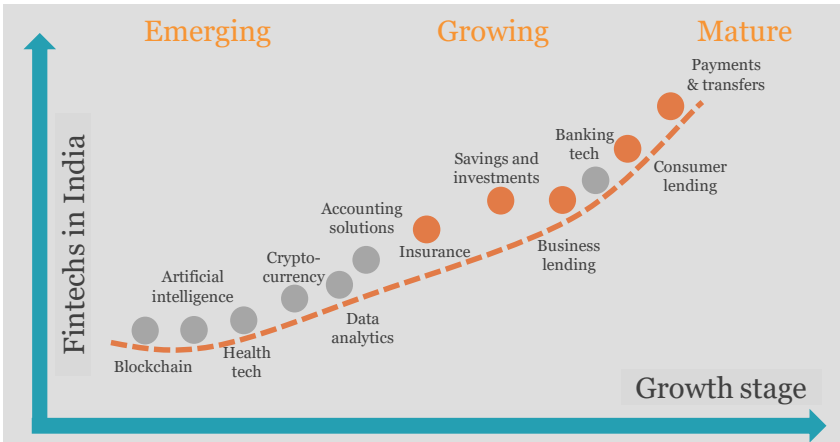 Emerging
Growing
Mature
Payments
& transfers
Banking
tech
Savings and
investments
Consumer
lending
Accounting
solutions
Insurance
Business
lending
Crypto-
currency
Artificial
intelligence
Data
analytics
Blockchain
Health
tech
Fintechs in India
Growth stage